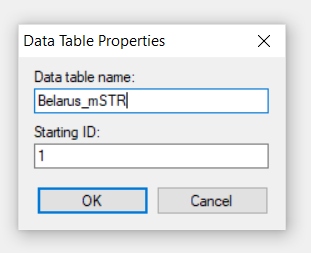 Data Table Properties
Data table name:
Belarus_mSTR
Starting ID:
1
OK Cancel